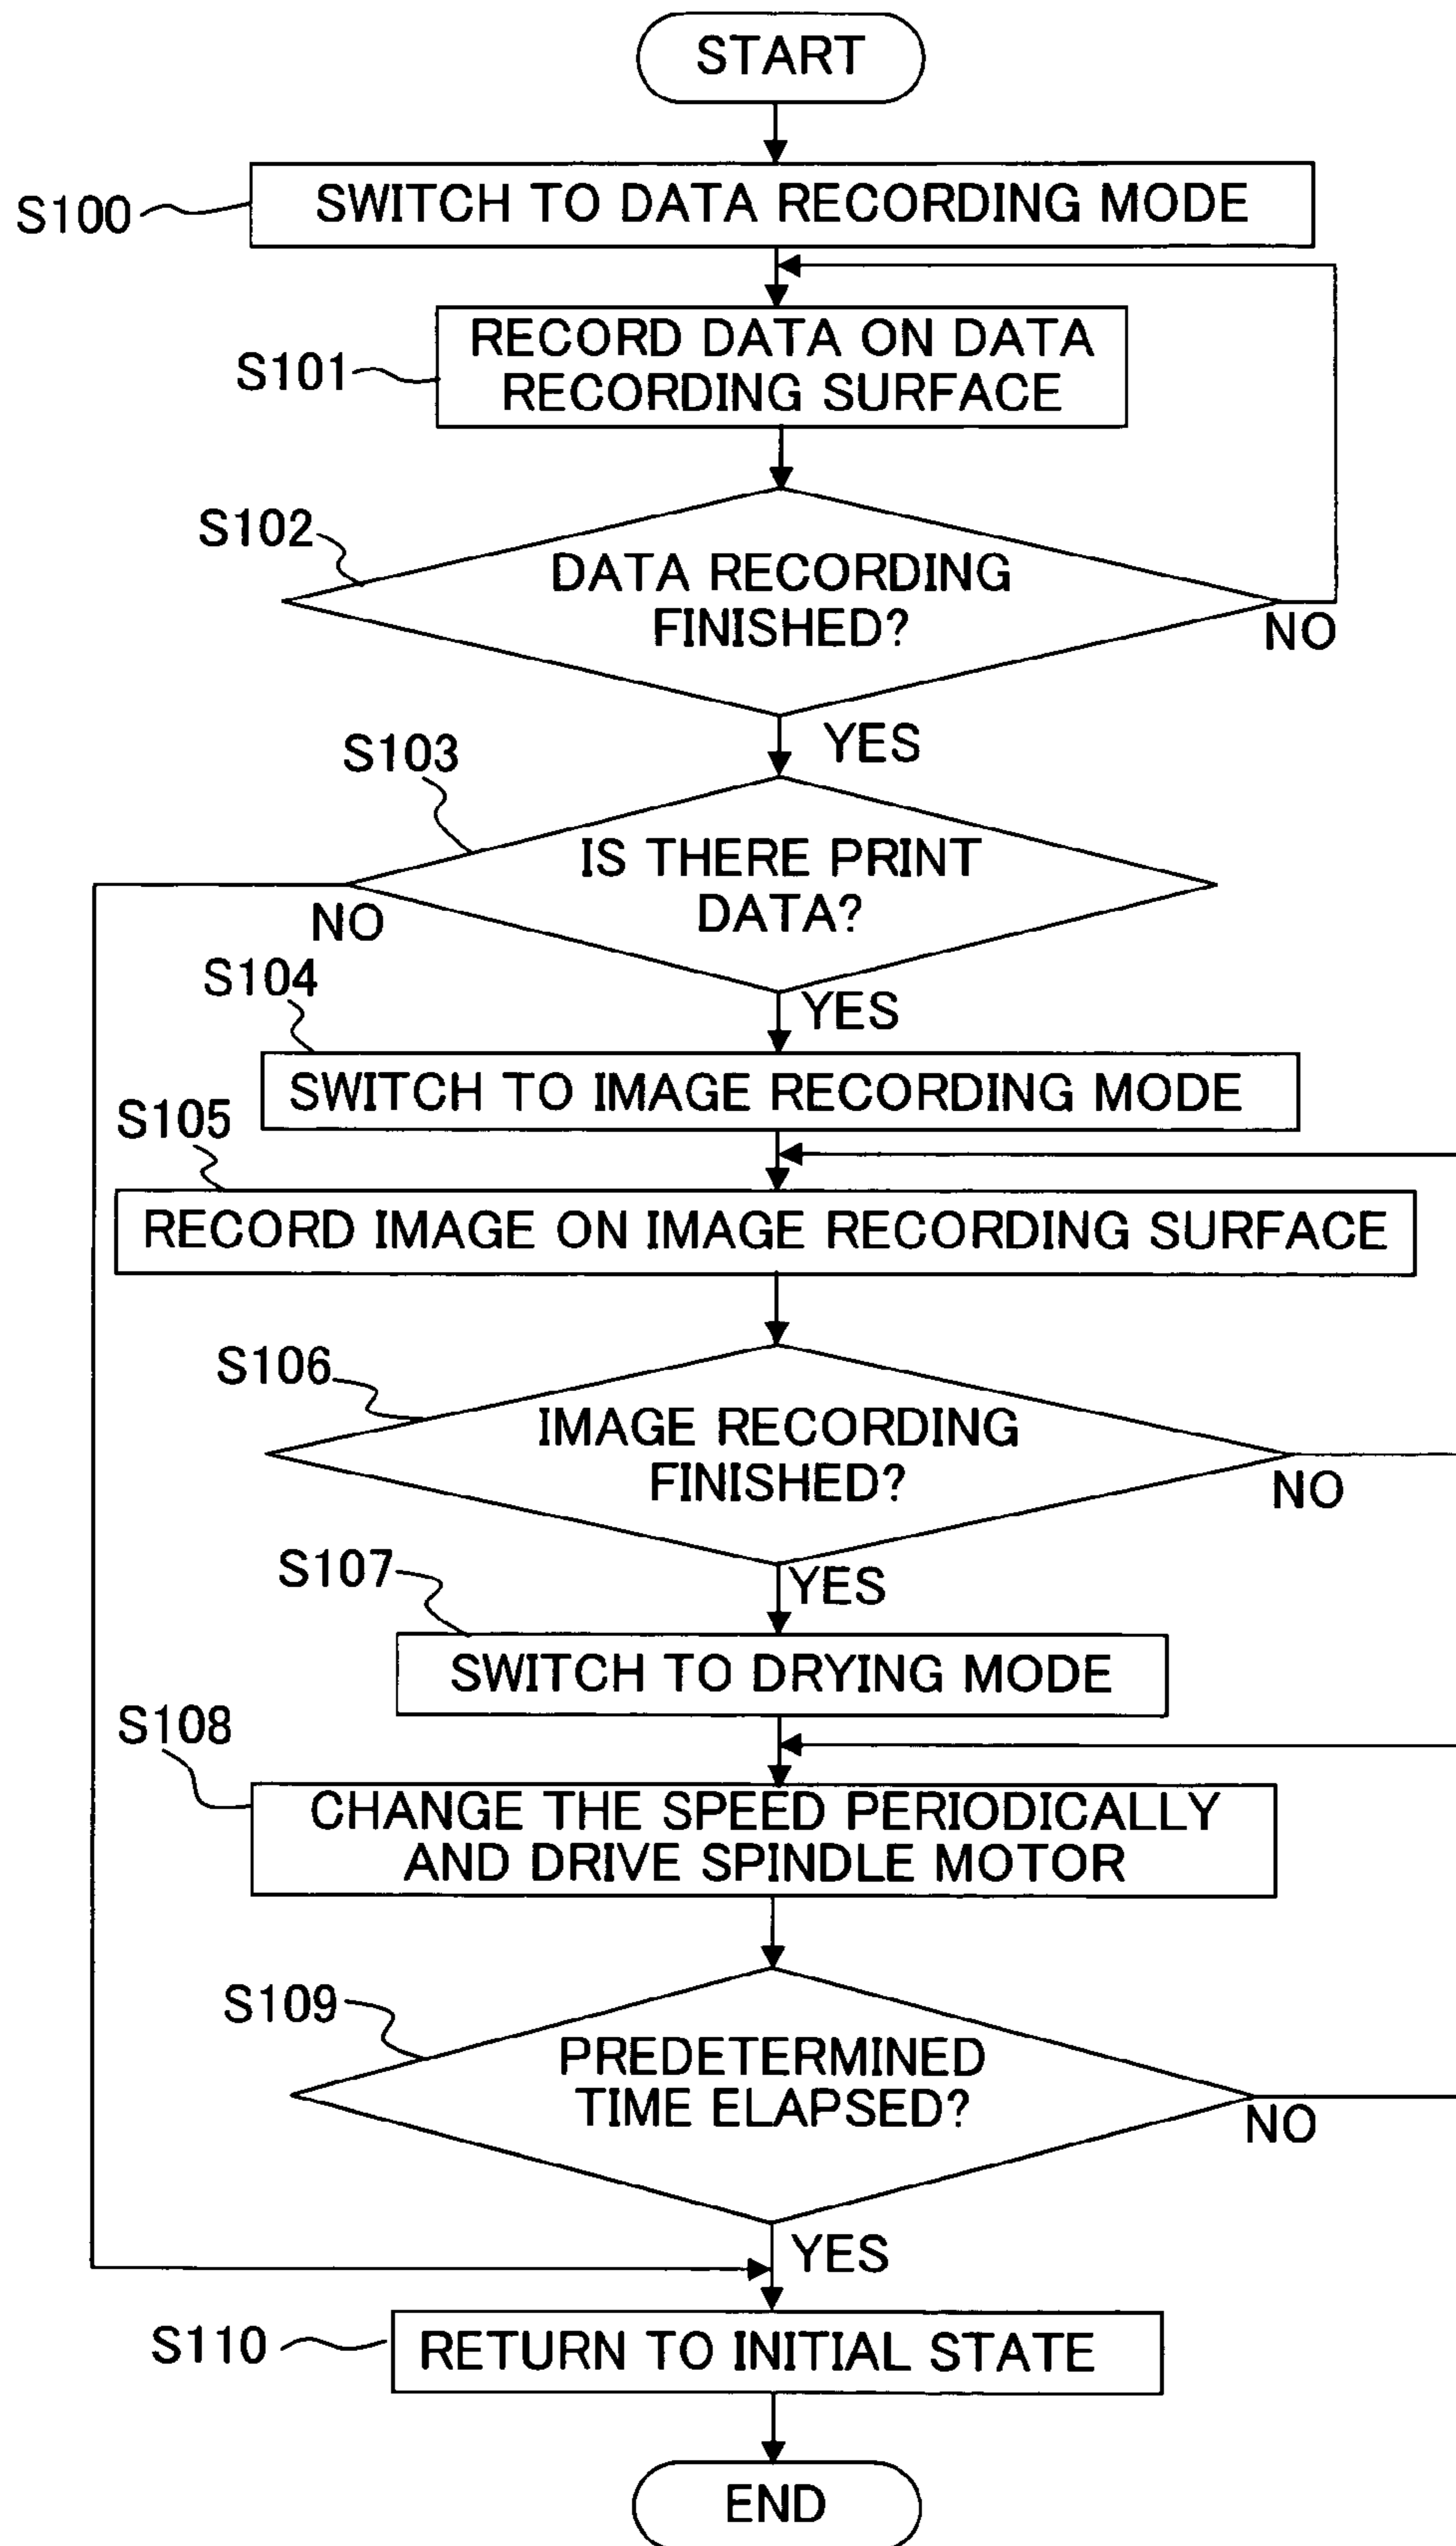 START
S100
SWITCH TO DATA RECORDING MODE
S101
RECORD DATA ON DATA
RECORDING SURFACE
S102
DATA RECORDING
FINISHED?
NO
YES
S103
IS THERE PRINT
DATA?
NO
YES
S104
SWITCH TO IMAGE RECORDING MODE
S105
RECORD IMAGE ON IMAGE RECORDING SURFACE
S106
IMAGE RECORDING
FINISHED?
NO
YES
S107
SWITCH TO DRYING MODE
S108
CHANGE THE SPEED PERIODICALLY
AND DRIVE SPINDLE MOTOR
S109
PREDETERMINED
TIME ELAPSED?
NO
YES
S110
RETURN TO INITIAL STATE
END